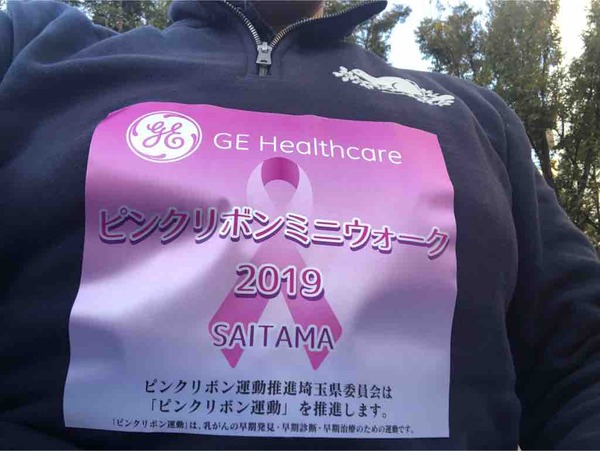 GE
GE Healthcare
ピンクリボンミニウォーク
2019
SAITAMA
ピンクリボン運動推進埼玉県委員会は
「ピンクリボン運動」を推進します。
「ピンクリボン運動」は、乳がんの早期発見・早期診断・早期治療のための運動です。